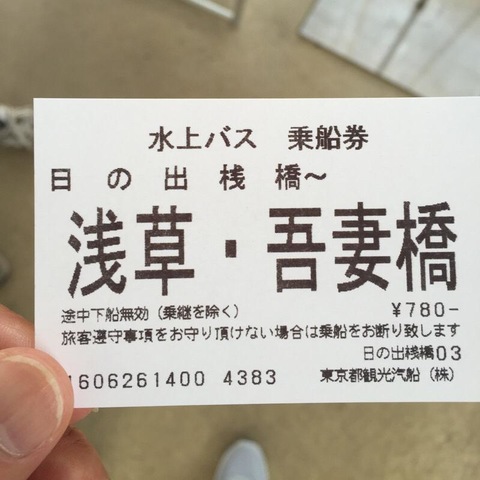 水上バス 乗船券
日の出桟橋～
浅草・吾妻橋
途中下船無効（乗継を除く） ¥780-
旅客遵守事項をお守り頂けない場合は乗船をお断り致します
日の出桟橋03
1606261400 4383 東京都観光汽船（株）